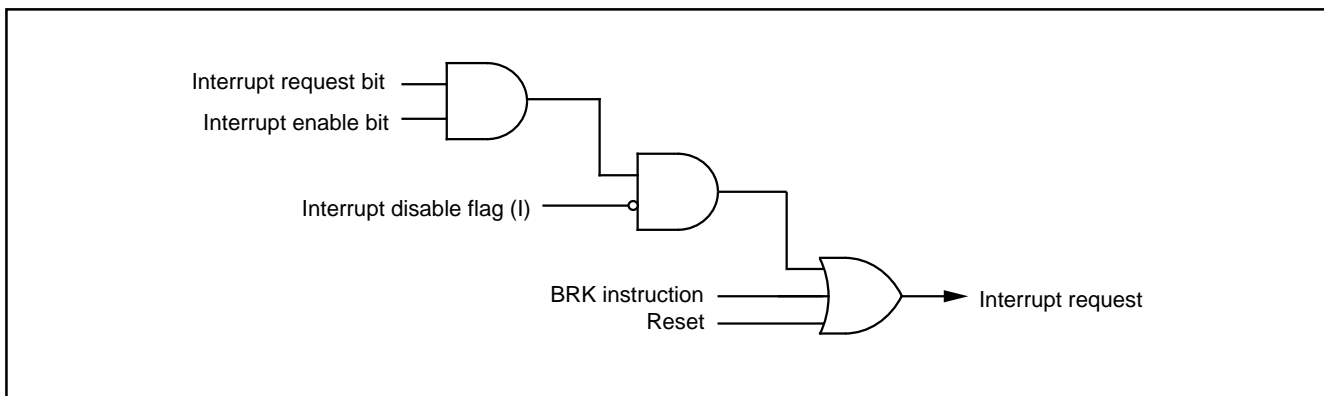 Interrupt request bit
Interrupt enable bit
Interrupt disable flag (I)
BRK instruction
Reset
Interrupt request